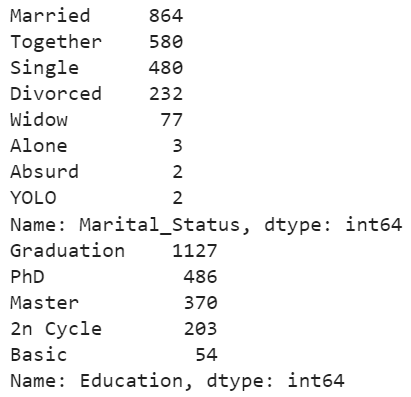 Married     864
Together    580
Single      480
Divorced    232
Widow        77
Alone         3
Absurd        2
YOLO          2
Name: Marital_Status, dtype: int64
Graduation    1127
PhD            486
Master         370
2n Cycle       203
Basic           54
Name: Education, dtype: int64